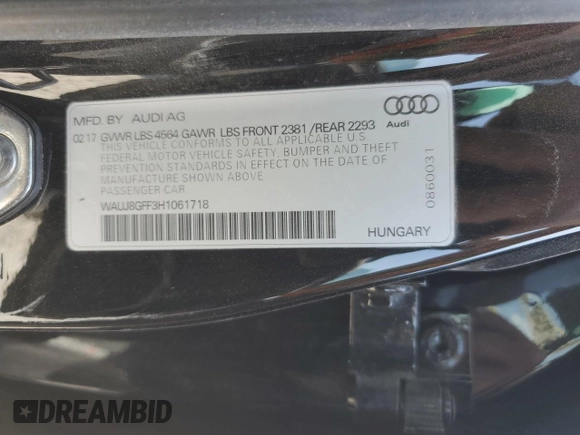 MFD. BY AUDI AG
02 17 GVWR LBS 4564 GAWR LBS FRONT 2381 /REAR 2293
THIS VEHICLE CONFORMS TO ALL APPLICABLE U.S.
FEDERAL MOTOR VEHICLE SAFETY, BUMPER AND THEFT
PREVENTION STANDARDS IN EFFECT ON THE DATE OF
MANUFACTURE SHOWN ABOVE
PASSENGER CAR
WAUJ8GFF3H1061718
Audi
0860031
HUNGARY
DREAMBID